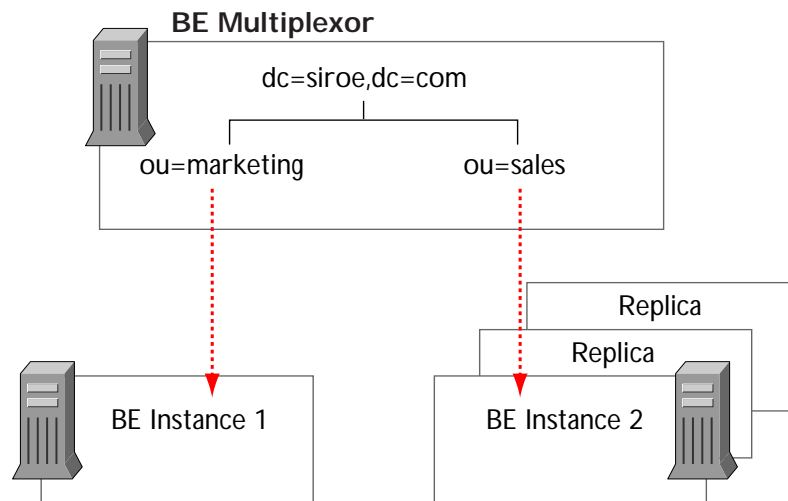 BE Multiplexor
dc=siroe,dc=com
ou=marketing
ou=sales
Replica
Replica
BE Instance 1
BE Instance 2